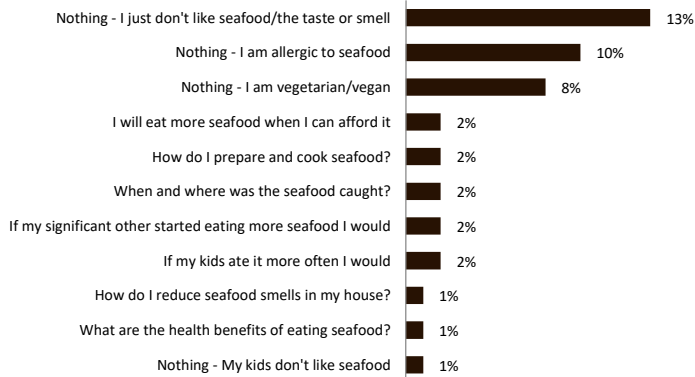 Nothing - I just don't like seafood/the taste or smell 13%
Nothing - I am allergic to seafood 10%
Nothing - I am vegetarian/vegan 8%
I will eat more seafood when I can afford it 2%
How do I prepare and cook seafood? 2%
When and where was the seafood caught? 2%
If my significant other started eating more seafood I would 2%
If my kids ate it more often I would 2%
How do I reduce seafood smells in my house? 1%
What are the health benefits of eating seafood? 1%
Nothing - My kids don't like seafood 1%